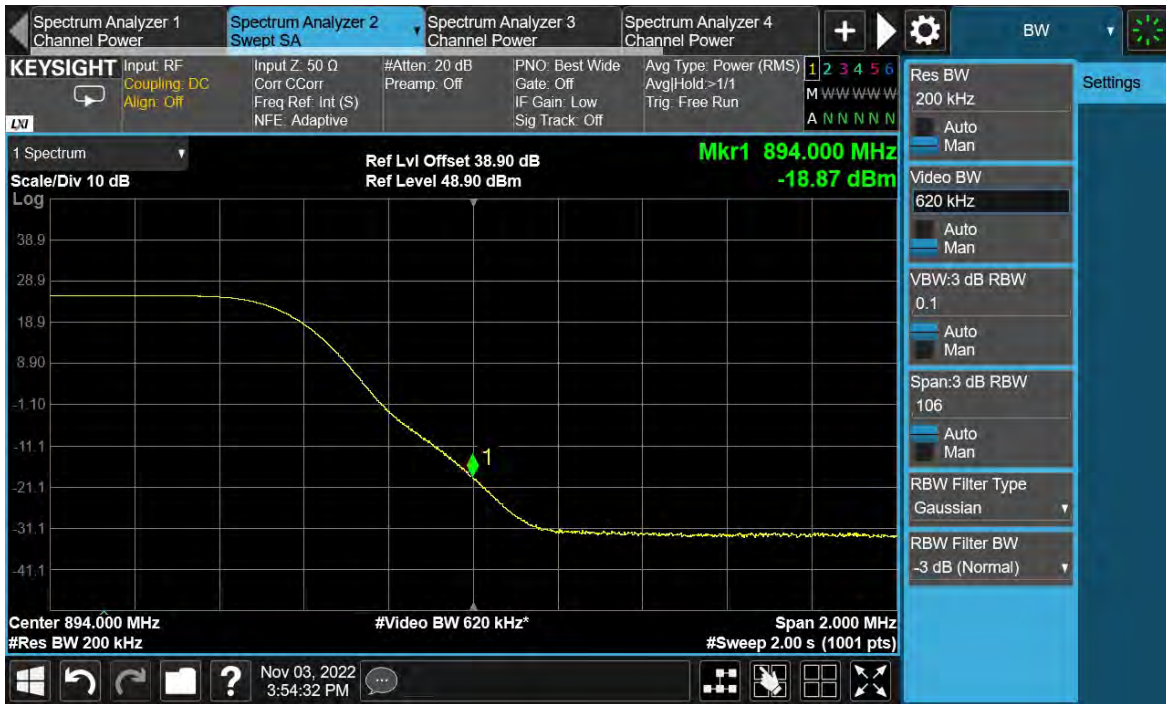 Spectrum Analyzer 1
Channel Power
Spectrum Analyzer 2
Swept SA
Spectrum Analyzer 3
Channel Power
Spectrum Analyzer 4
Channel Power
+
BW
KEYSIGHT
LXI
Input: RF
Coupling: DC
Align: Off
Input Z: 50 Ω
Corr CCorr
Freq Ref: Int (S)
NFE: Adaptive
#Atten: 20 dB
Preamp: Off
PNO: Best Wide
Gate: Off
IF Gain: Low
Sig Track: Off
Avg Type: Power (RMS)
Avg|Hold:>1/1
Trig: Free Run
1 2 3 4 5 6
M W W W W W
A N N N N N
1 Spectrum
Scale/Div 10 dB
Log
Ref Lvl Offset 38.90 dB
Ref Level 48.90 dBm
Mkr1 894.000 MHz
-18.87 dBm
38.9
28.9
18.9
8.90
-1.10
-11.1
-21.1
-31.1
-41.1
1
Center 894.000 MHz
#Res BW 200 kHz
#Video BW 620 kHz*
Span 2.000 MHz
#Sweep 2.00 s (1001 pts)
Res BW
200 kHz
Auto
Man
Video BW
620 kHz
Auto
Man
VBW:3 dB RBW
0.1
Auto
Man
Span:3 dB RBW
106
Auto
Man
RBW Filter Type
Gaussian
RBW Filter BW
-3 dB (Normal)
Settings
?
Nov 03, 2022
3:54:32 PM